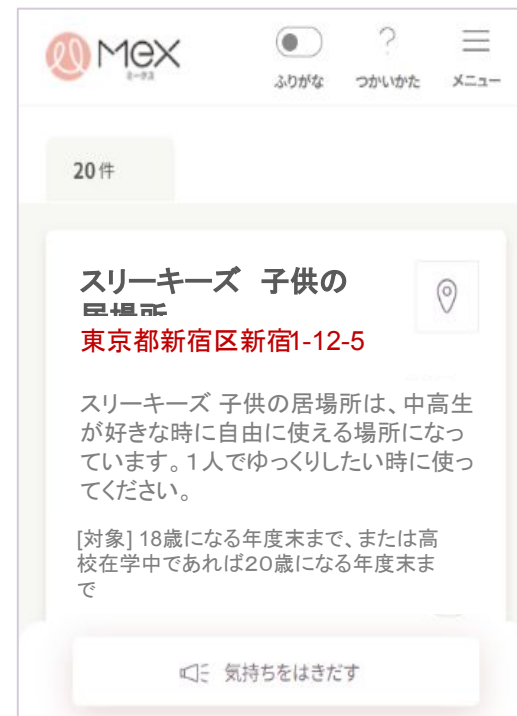 Mex
ミークス
ふりがな
?
つかいかた
メニュー
20件
スリーキーズ 子供の
居場所
東京都新宿区新宿1-12-5
スリーキーズ 子供の居場所は、中高生
が好きな時に自由に使える場所になっ
ています。1人でゆっくりしたい時に使っ
てください。
[対象] 18歳になる年度末まで、または高
校在学中であれば20歳になる年度末ま
で
気持ちをはきだす